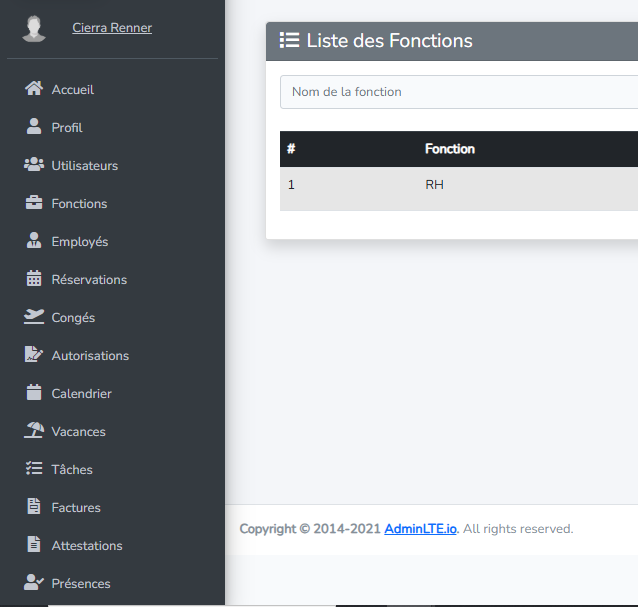 Cierra Renner
Accueil
Profil
Utilisateurs
Fonctions
Employés
Réservations
Congés
Autorisations
Calendrier
Vacances
Tâches
Factures
Attestations
Présences
Liste des Fonctions
Nom de la fonction
# Fonction
1 RH
Copyright © 2014-2021 AdminLTE.io. All rights reserved.